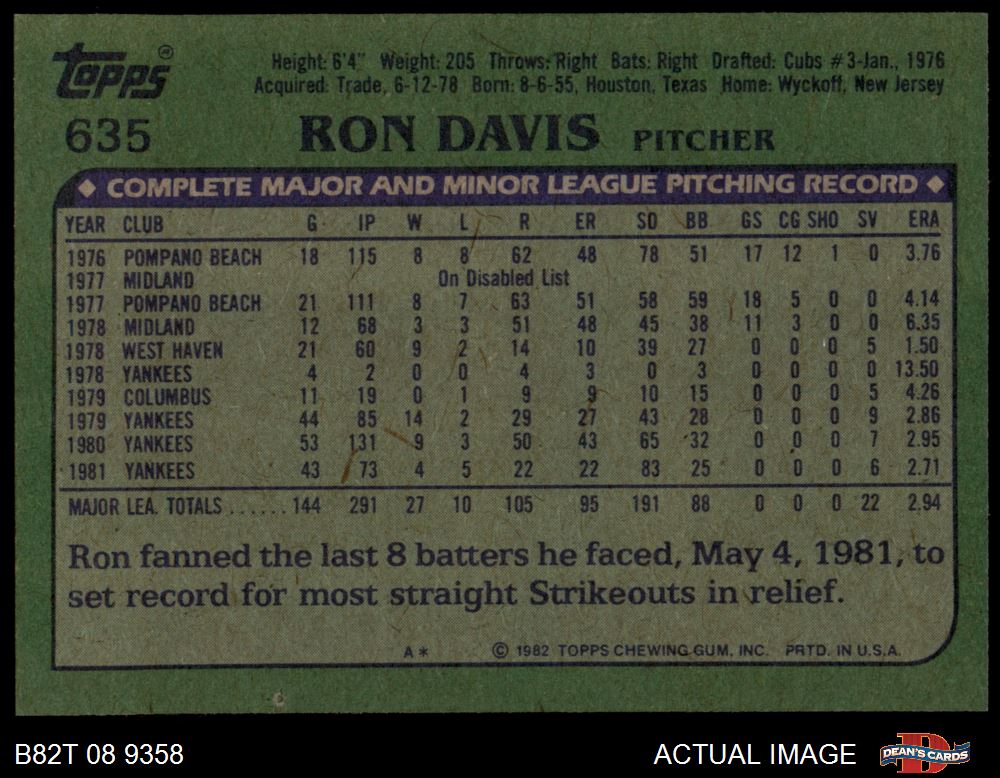 Topps®
Height: 6'4" Weight: 205 Throws: Right Bats: Right Drafted: Cubs #3-Jan., 1976
Acquired: Trade, 6-12-78 Born: 8-6-55, Houston, Texas Home: Wyckoff, New Jersey
635 RON DAVIS PITCHER
◆ COMPLETE MAJOR AND MINOR LEAGUE PITCHING RECORD ◆
YEAR CLUB G IP W L R ER SO BB GS CG SHO SV ERA
1976 POMPANO BEACH 18 115 8 8 62 48 78 51 17 12 1 0 3.76
1977 MIDLAND On Disabled List
1977 POMPANO BEACH 21 111 8 7 63 51 58 59 18 5 0 0 4.14
1978 MIDLAND 12 68 3 3 51 48 45 38 11 3 0 0 6.35
1978 WEST HAVEN 21 60 9 2 14 10 39 27 0 0 0 5 1.50
1978 YANKEES 4 2 0 0 4 3 0 3 0 0 0 0 13.50
1979 COLUMBUS 11 19 0 1 9 9 10 15 0 0 0 5 4.26
1979 YANKEES 44 85 14 2 29 27 43 28 0 0 0 9 2.86
1980 YANKEES 53 131 9 3 50 43 65 32 0 0 0 7 2.95
1981 YANKEES 43 73 4 5 22 22 83 25 0 0 0 6 2.71
MAJOR LEA. TOTALS ...... 144 291 27 10 105 95 191 88 0 0 0 22 2.94
Ron fanned the last 8 batters he faced, May 4, 1981, to
set record for most straight Strikeouts in relief.
A* © 1982 TOPPS CHEWING GUM, INC. PRTD. IN U.S.A.
B82T 08 9358 ACTUAL IMAGE DEAN'S CARDS